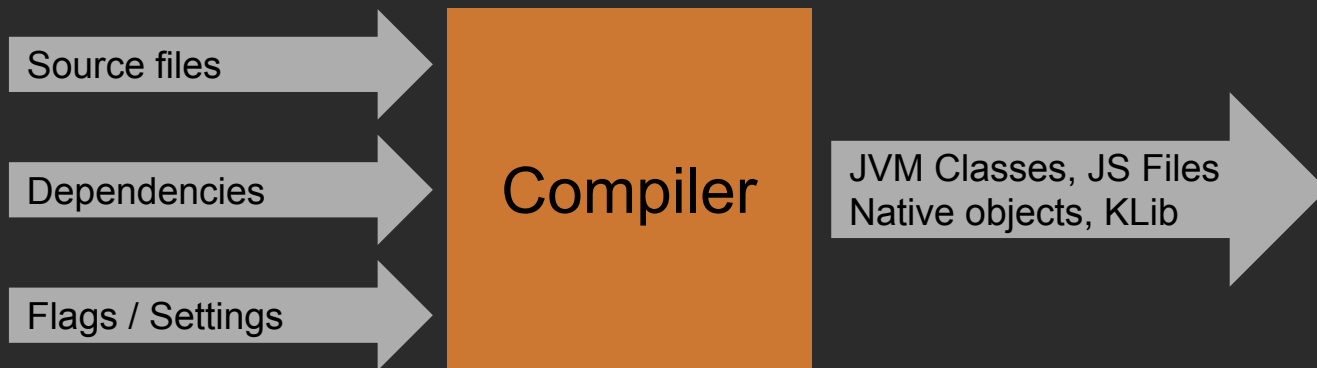 Source files
Dependencies
Flags / Settings
Compiler
JVM Classes, JS Files
Native objects, KLib